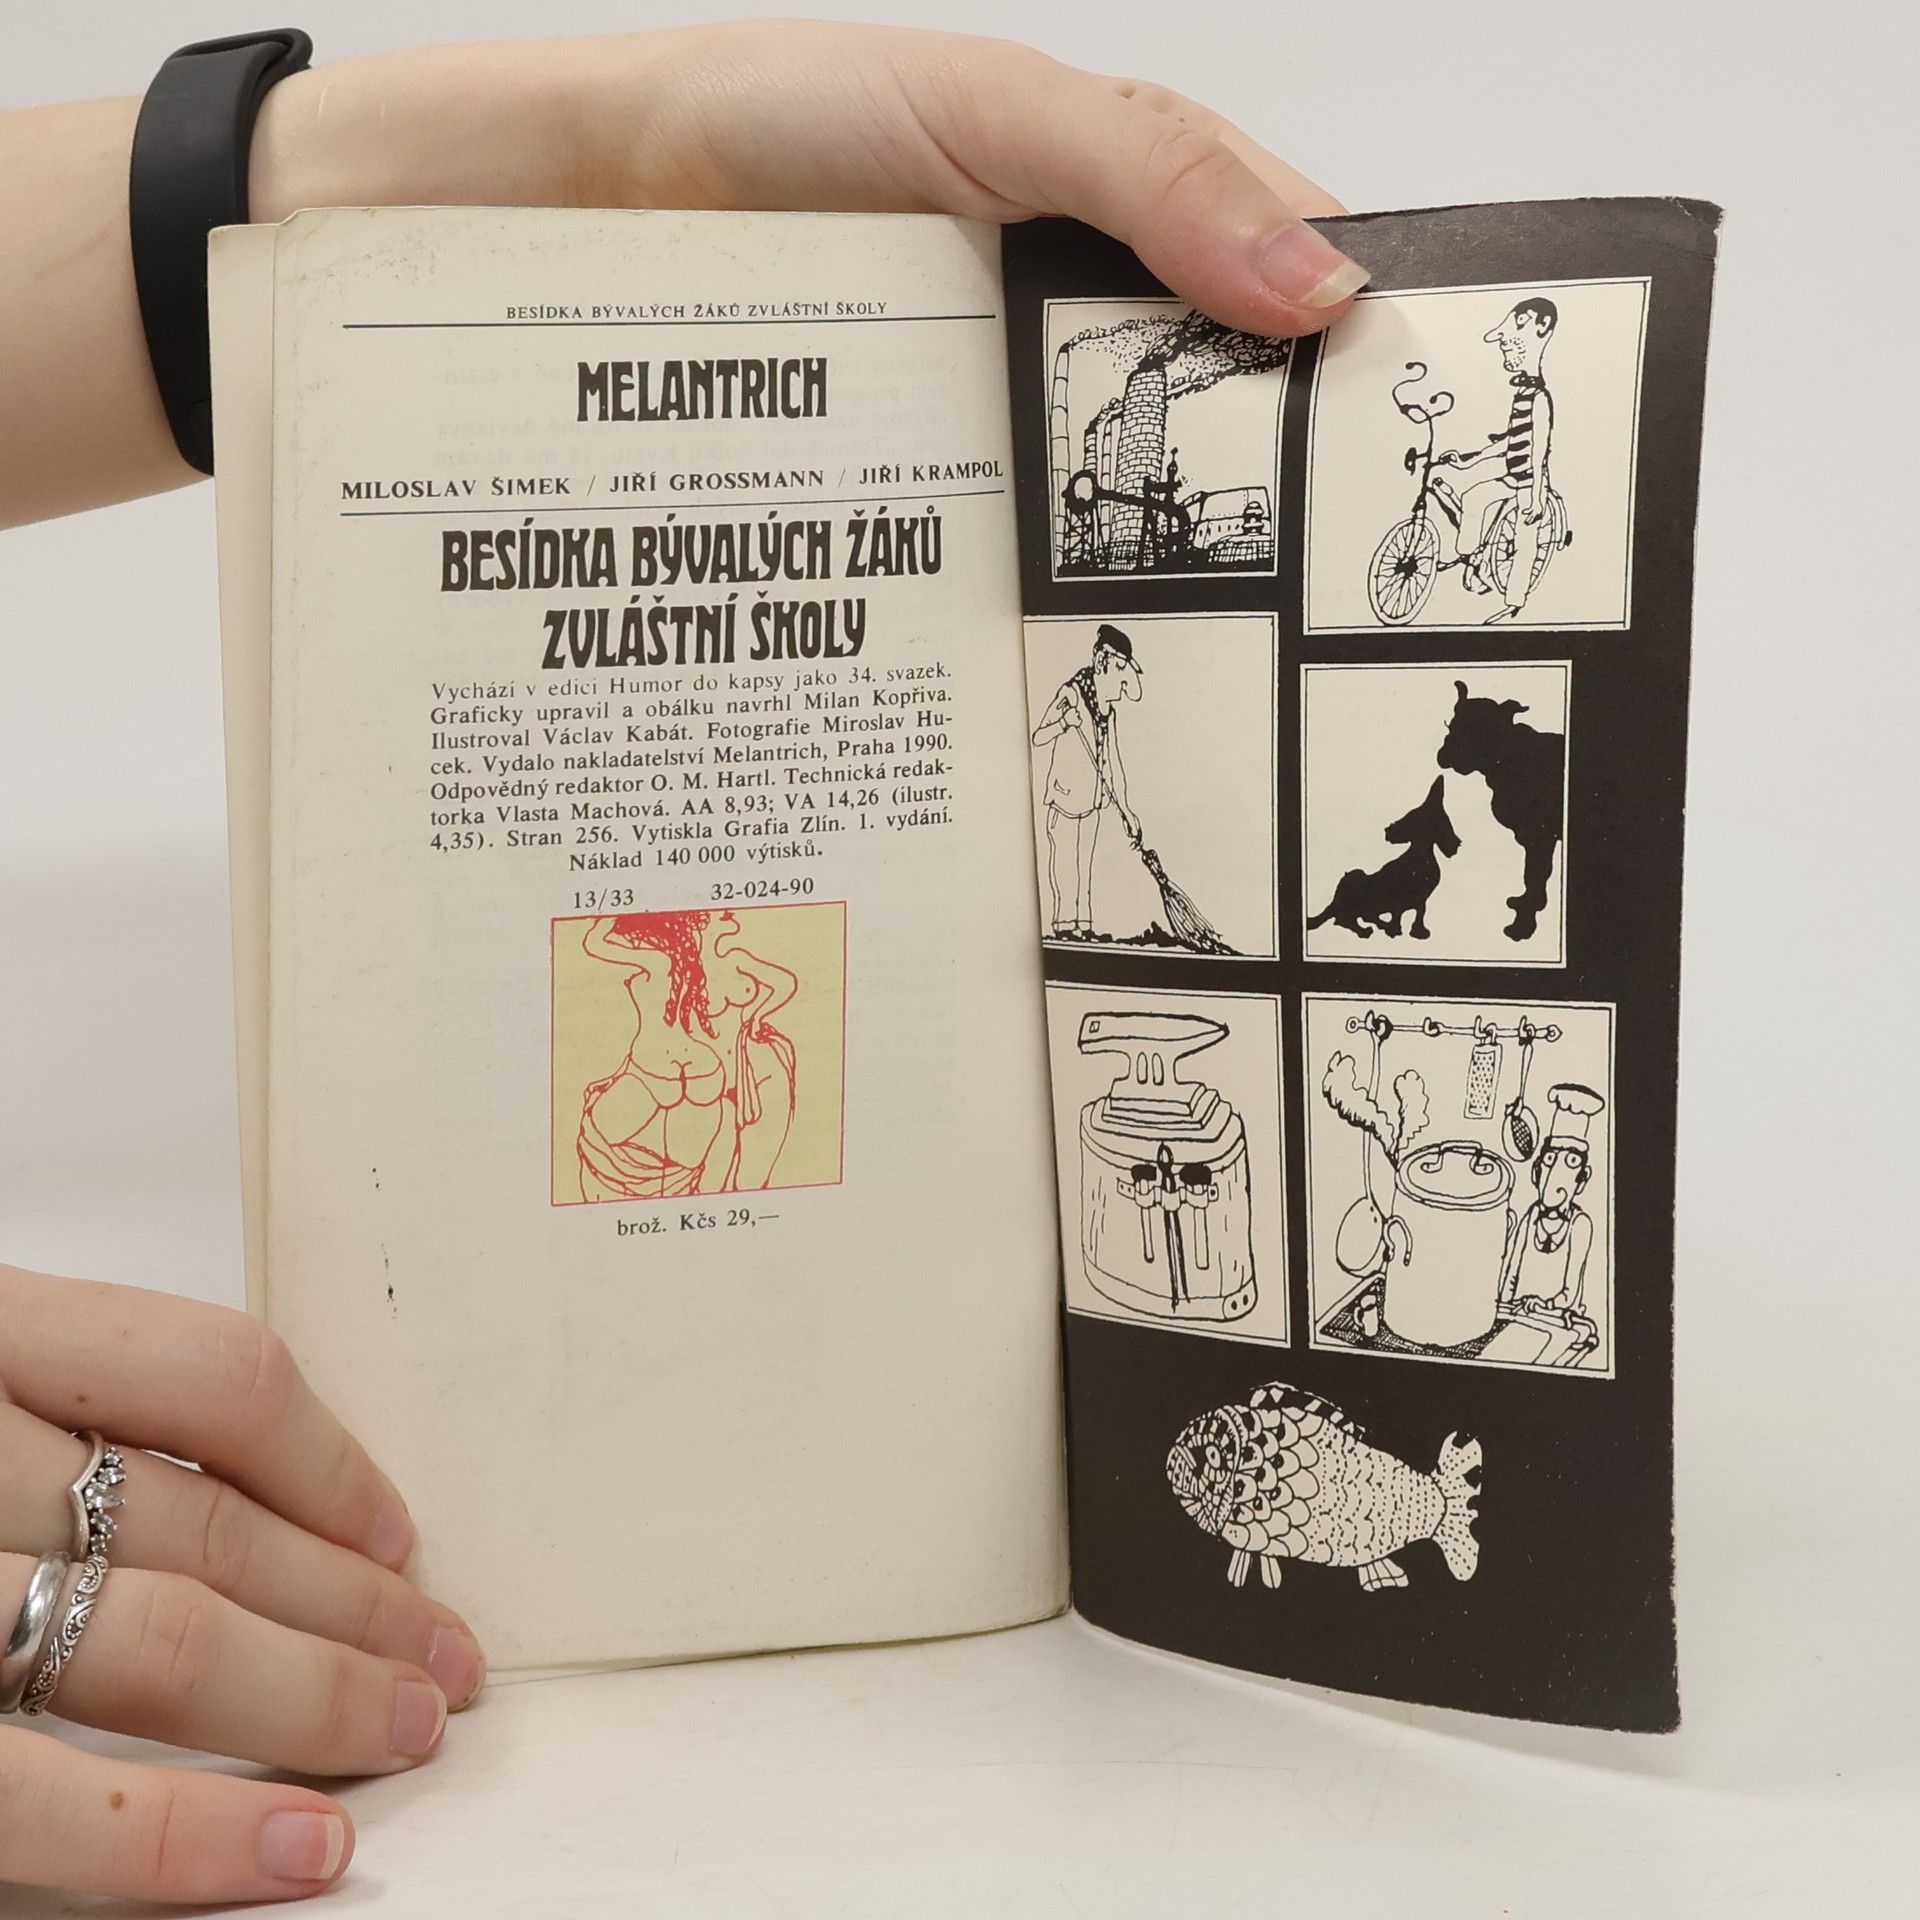 BESÍDKA BÝVALÝCH ŽÁKŮ ZVLÁŠTNÍ ŠKOLY
MELANTRICH
MILOSLAV ŠIMEK / JIŘÍ GROSSMANN / JIŘÍ KRAMPOL
BESÍDKA BÝVALÝCH ŽÁKŮ
ZVLÁŠTNÍ ŠKOLY
Vychází v edici Humor do kapsy jako 34. svazek.
Graficky upravil a obálku navrhl Milan Kopřiva.
Ilustroval Václav Kabát. Fotografie Miroslav Hu-
cek. Vydalo nakladatelství Melantrich, Praha 1990.
Odpovědný redaktor O. M. Hartl. Technická redak-
torka Vlasta Machová. AA 8,93; VA 14,26 (ilustr.
4,35). Stran 256. Vytiskla Grafia Zlín. 1. vydání.
Náklad 140 000 výtisků.
13/33 32-024-90
brož. Kčs 29,—